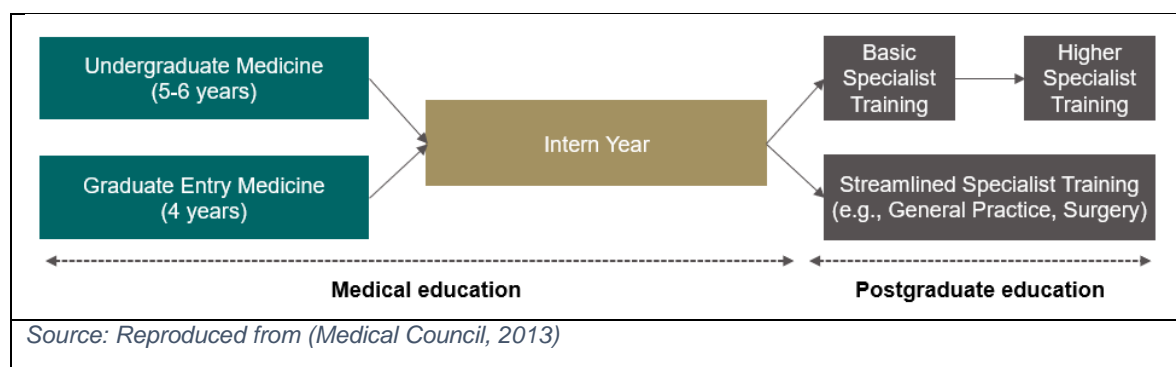 Undergraduate Medicine
(5-6 years)
Graduate Entry Medicine
(4 years)
Intern Year
Basic
Specialist
Training
Higher
Specialist
Training
Streamlined Specialist Training
(e.g., General Practice, Surgery)
Medical education
Postgraduate education
Source: Reproduced from (Medical Council, 2013)